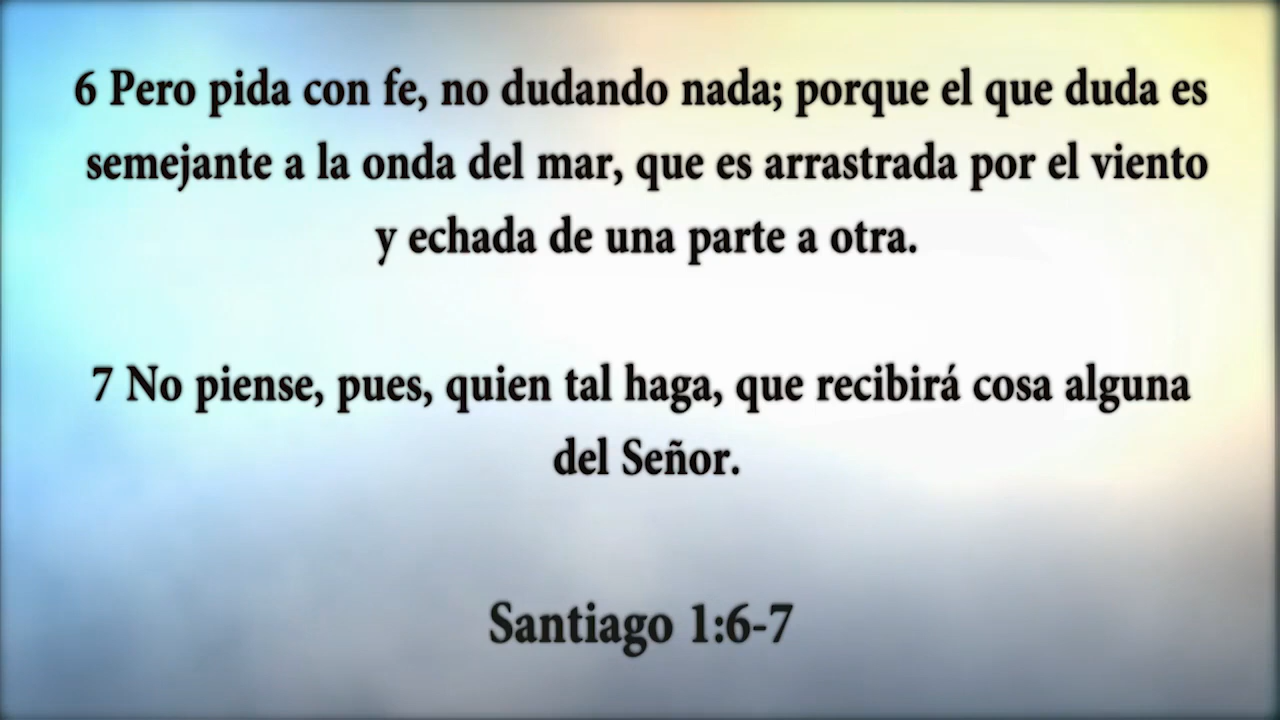 6 Pero pida con fe, no dudando nada; porque el que duda es
semejante a la onda del mar, que es arrastrada por el viento
y echada de una parte a otra.
7 No piense, pues, quien tal haga, que recibirá cosa alguna
del Señor.
Santiago 1:6-7